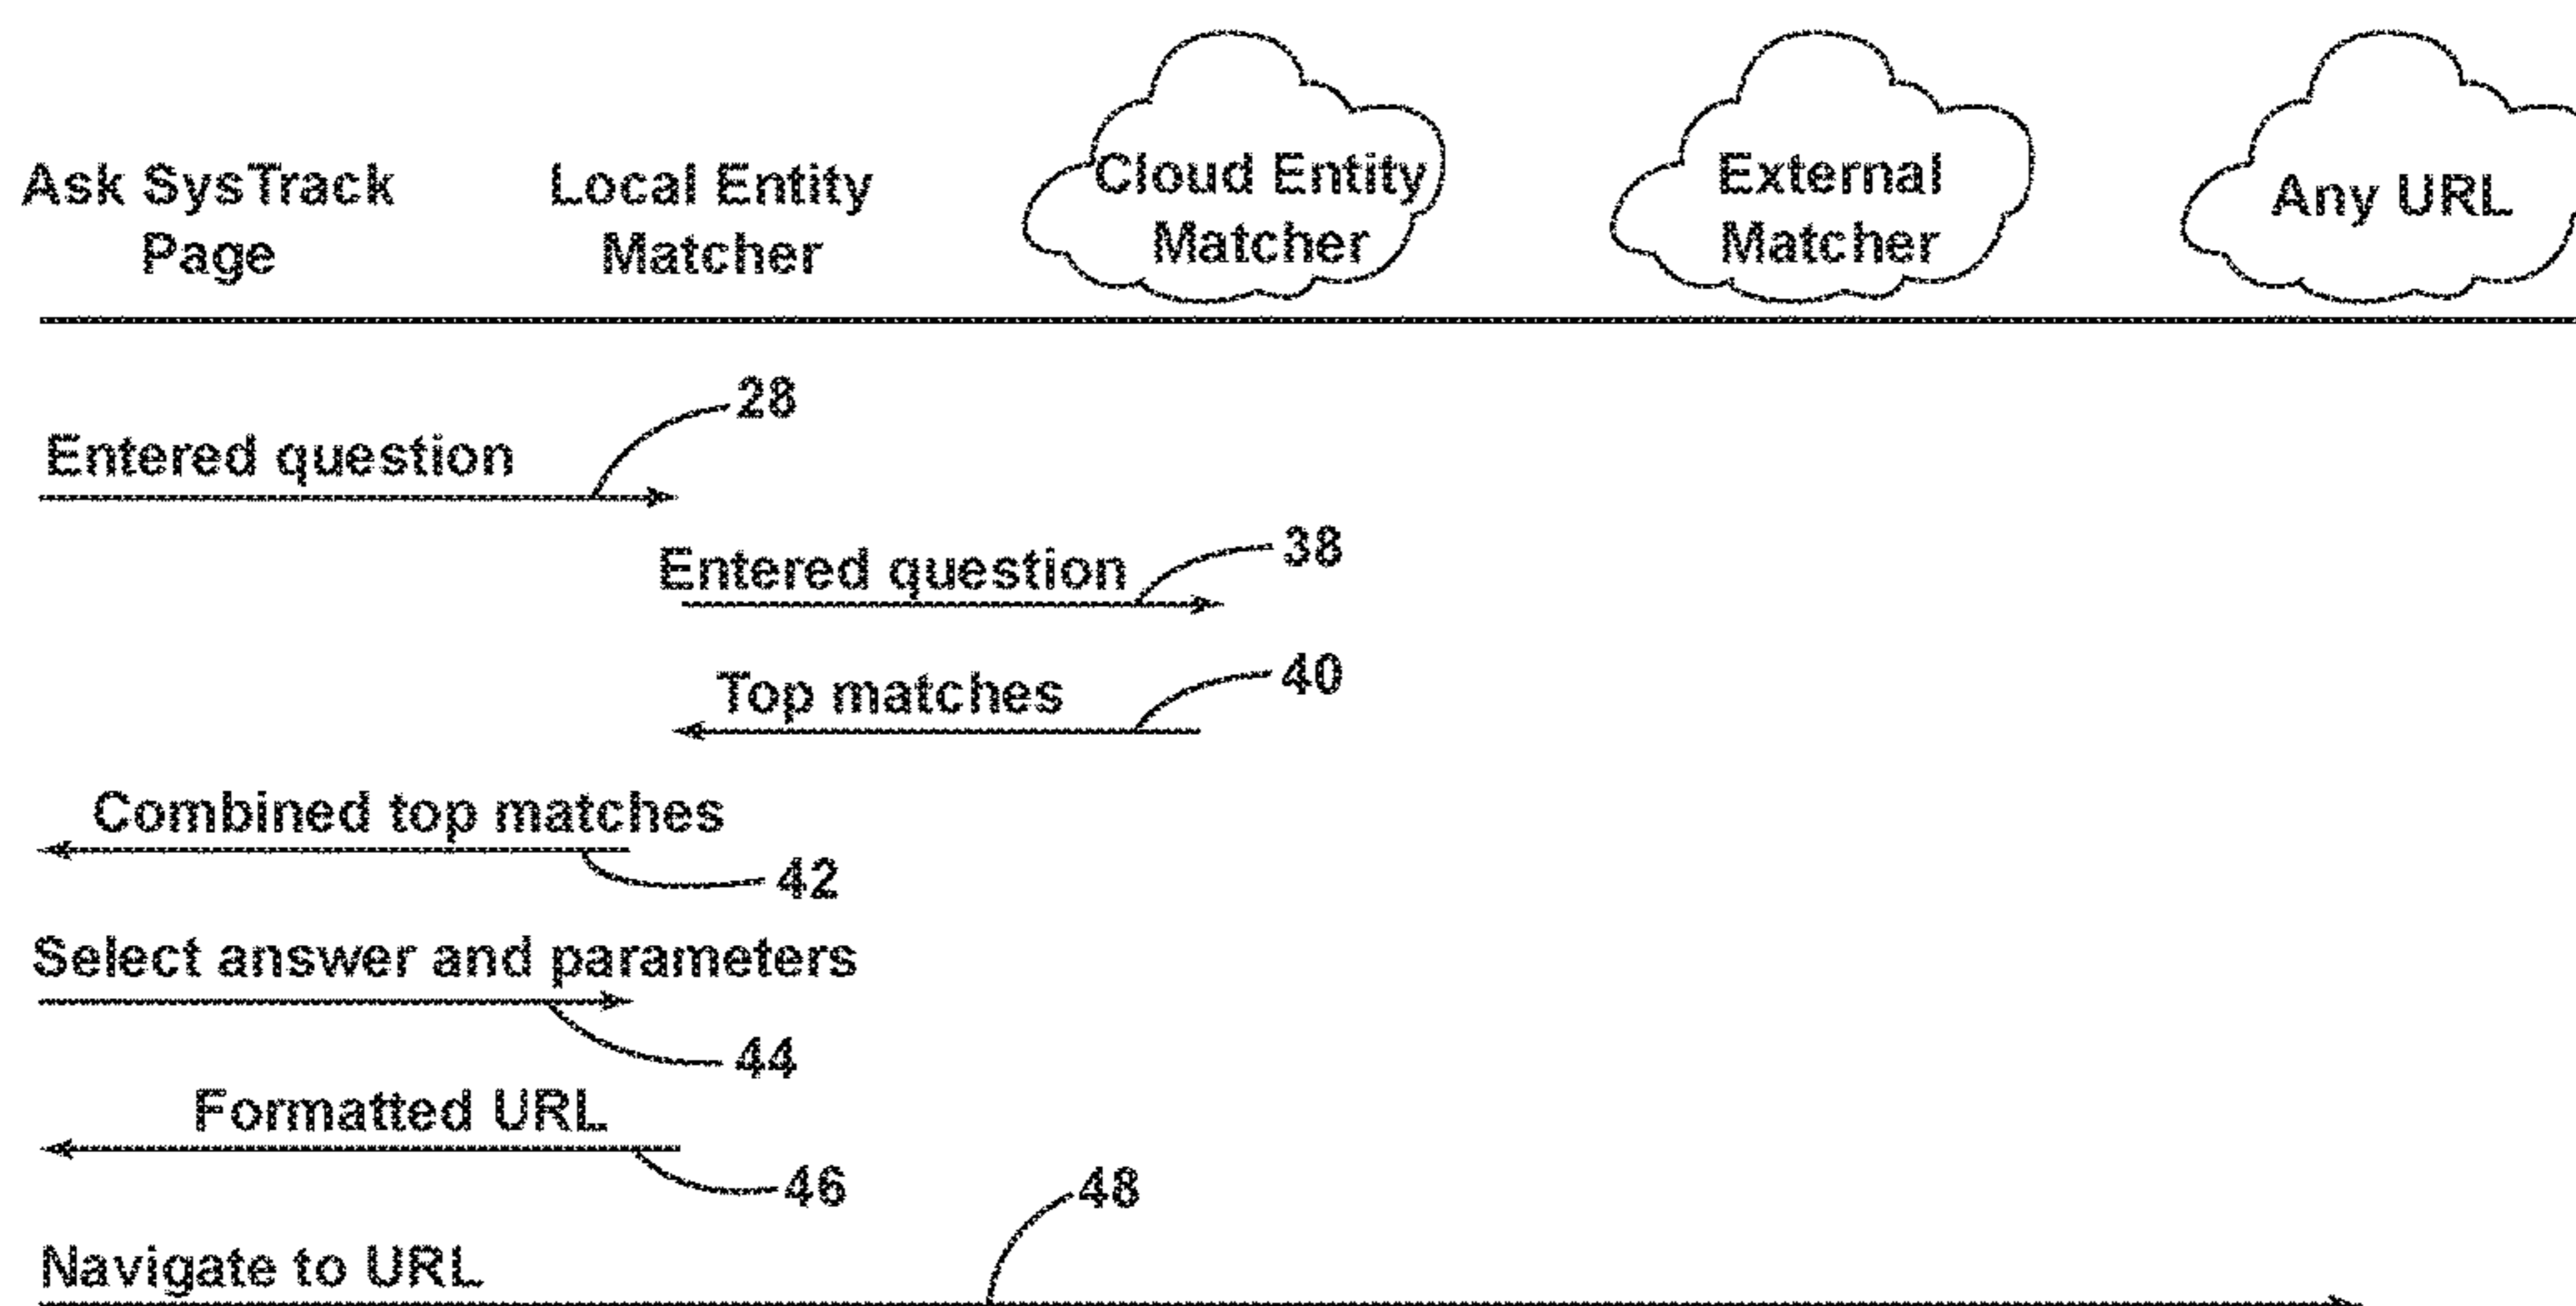 Ask SysTrack
Page
Local Entity
Matcher
Cloud Entity
Matcher
External
Matcher
Any URL
28
Entered question
38
Entered question
40
Top matches
Combined top matches
42
Select answer and parameters
44
Formatted URL
46
48
Navigate to URL